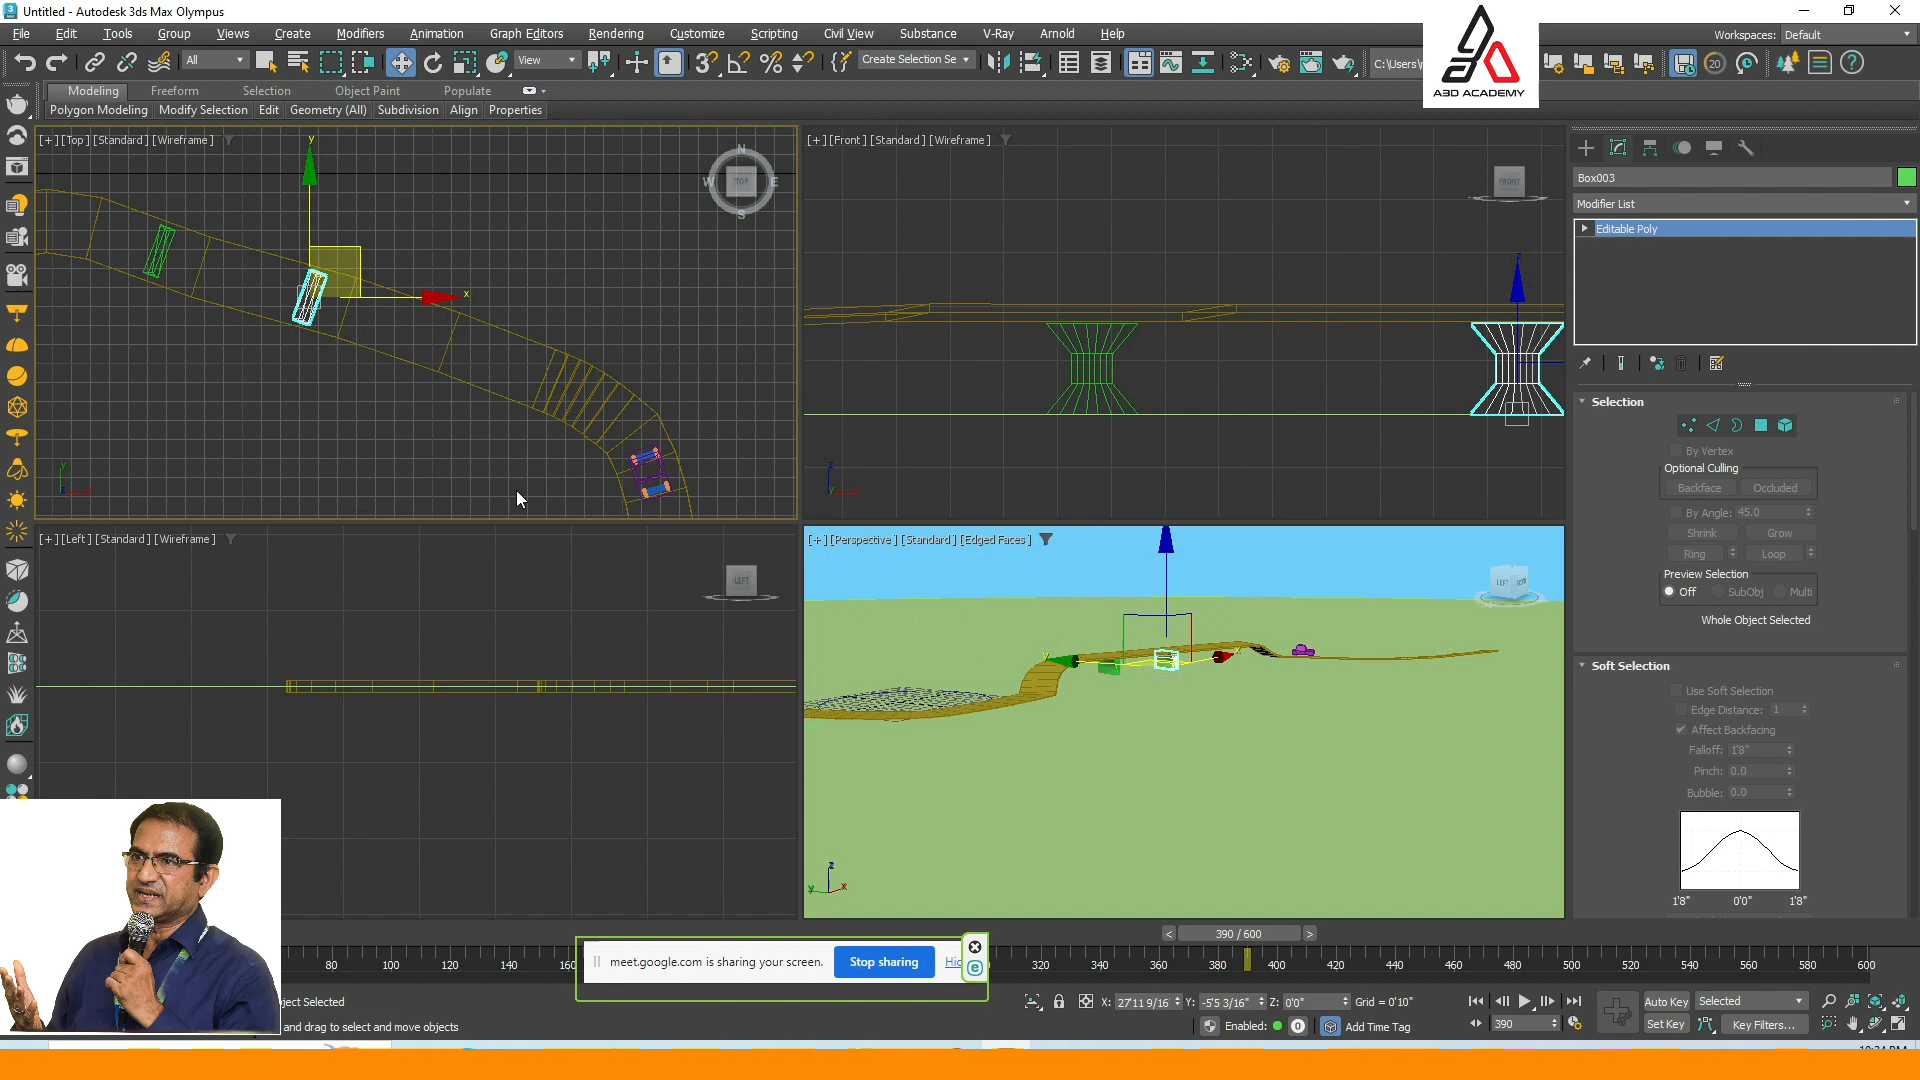 Untitled - Autodesk 3ds Max Olympus
File Edit Tools Group Views Create Modifiers Animation Graph Editors Rendering Customize Scripting Civil View Substance V-Ray Arnold Help
Workspaces: Default
All View Create Selection Se 20
A3D ACADEMY
Modeling Freeform Selection Object Paint Populate
Polygon Modeling Modify Selection Edit Geometry (All) Subdivision Align Properties
[+] [Top] [Standard] [Wireframe]
N
W TOP E
S
y
x
[+] [Front] [Standard] [Wireframe]
FRONT
z
[+] [Left] [Standard] [Wireframe]
LEFT
[+] [Perspective] [Standard] [Edged Faces]
LEFT
z
y x
Box003
Modifier List
Editable Poly
Selection
By Vertex
Optional Culling
Backface Occluded
By Angle: 45.0
Shrink Grow
Ring Loop
Preview Selection
Off SubObj Multi
Whole Object Selected
Soft Selection
Use Soft Selection
Edge Distance: 1
Affect Backfacing
Falloff: 1'8"
Pinch: 0.0
Bubble: 0.0
1'8" 0'0" 1'8"
< 390 / 600 >
80 100 120 140 160 320 340 360 380 400 420 440 460 480 500 520 540 560 580 600
meet.google.com is sharing your screen. Stop sharing
ject Selected
and drag to select and move objects
X: 27'11 9/16" Y: -5'5 3/16" Z: 0'0" Grid = 0'10"
Enabled: 0 Add Time Tag
390
Auto Key Selected
Set Key Key Filters...